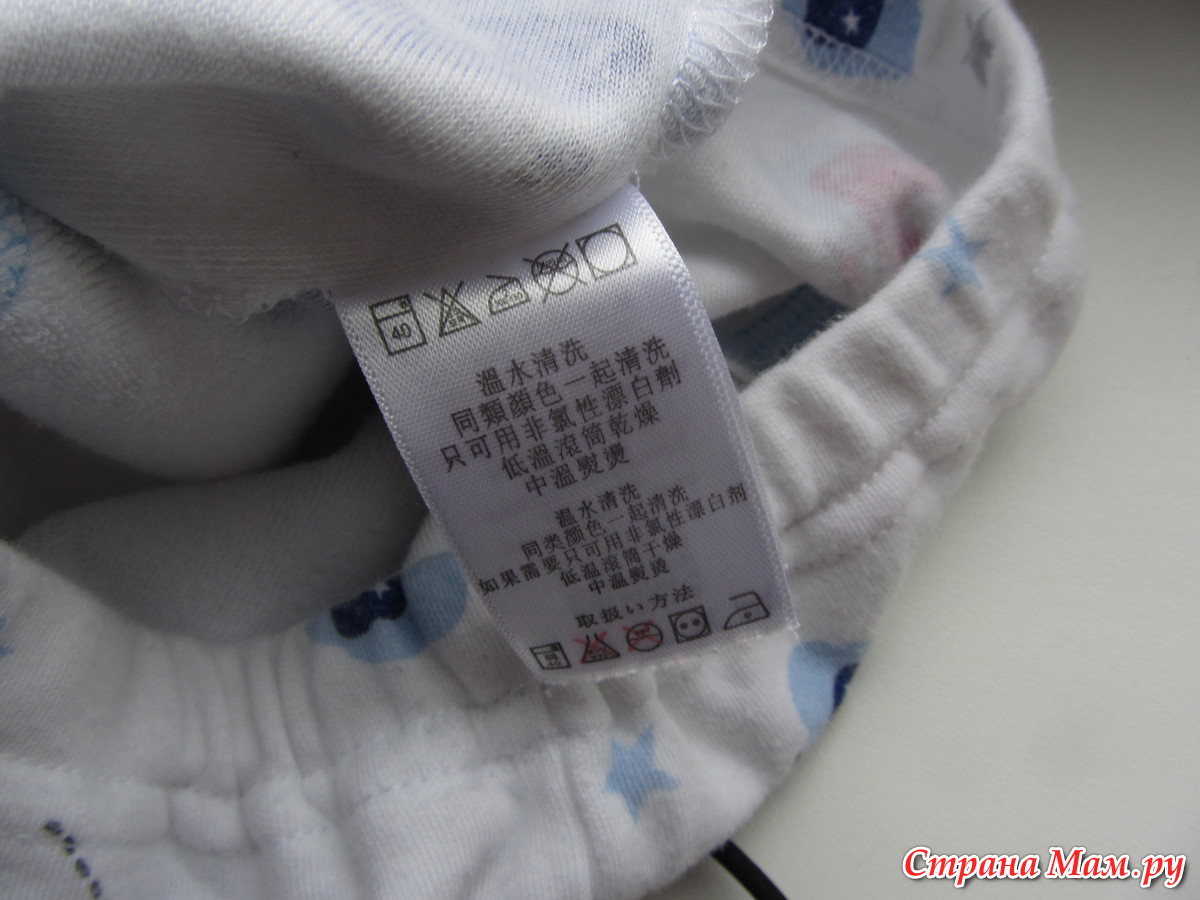 40
溫水清洗
同類顏色一起清洗
只可用非氯性漂白劑
低溫滾筒乾燥
中溫熨燙
温水清洗
同类颜色一起清洗
如果需要只可用非氯性漂白剂
低温滚筒干燥
中温熨烫
取扱い方法
Страна Мам.ру